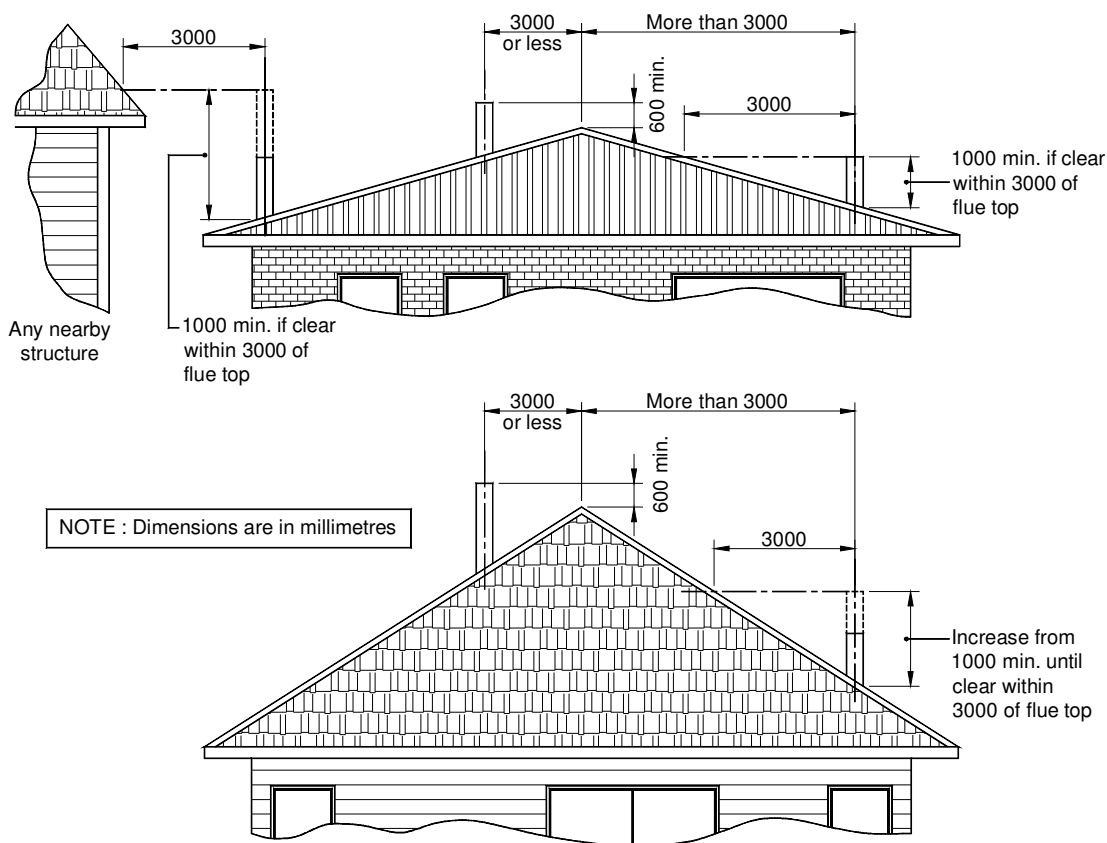 3000
3000
or less
More than 3000
600 min.
3000
1000 min. if clear
within 3000 of
flue top
Any nearby
structure
1000 min. if clear
within 3000 of
flue top
3000
or less
More than 3000
600 min.
NOTE : Dimensions are in millimetres
3000
Increase from
1000 min. until
clear within
3000 of flue top